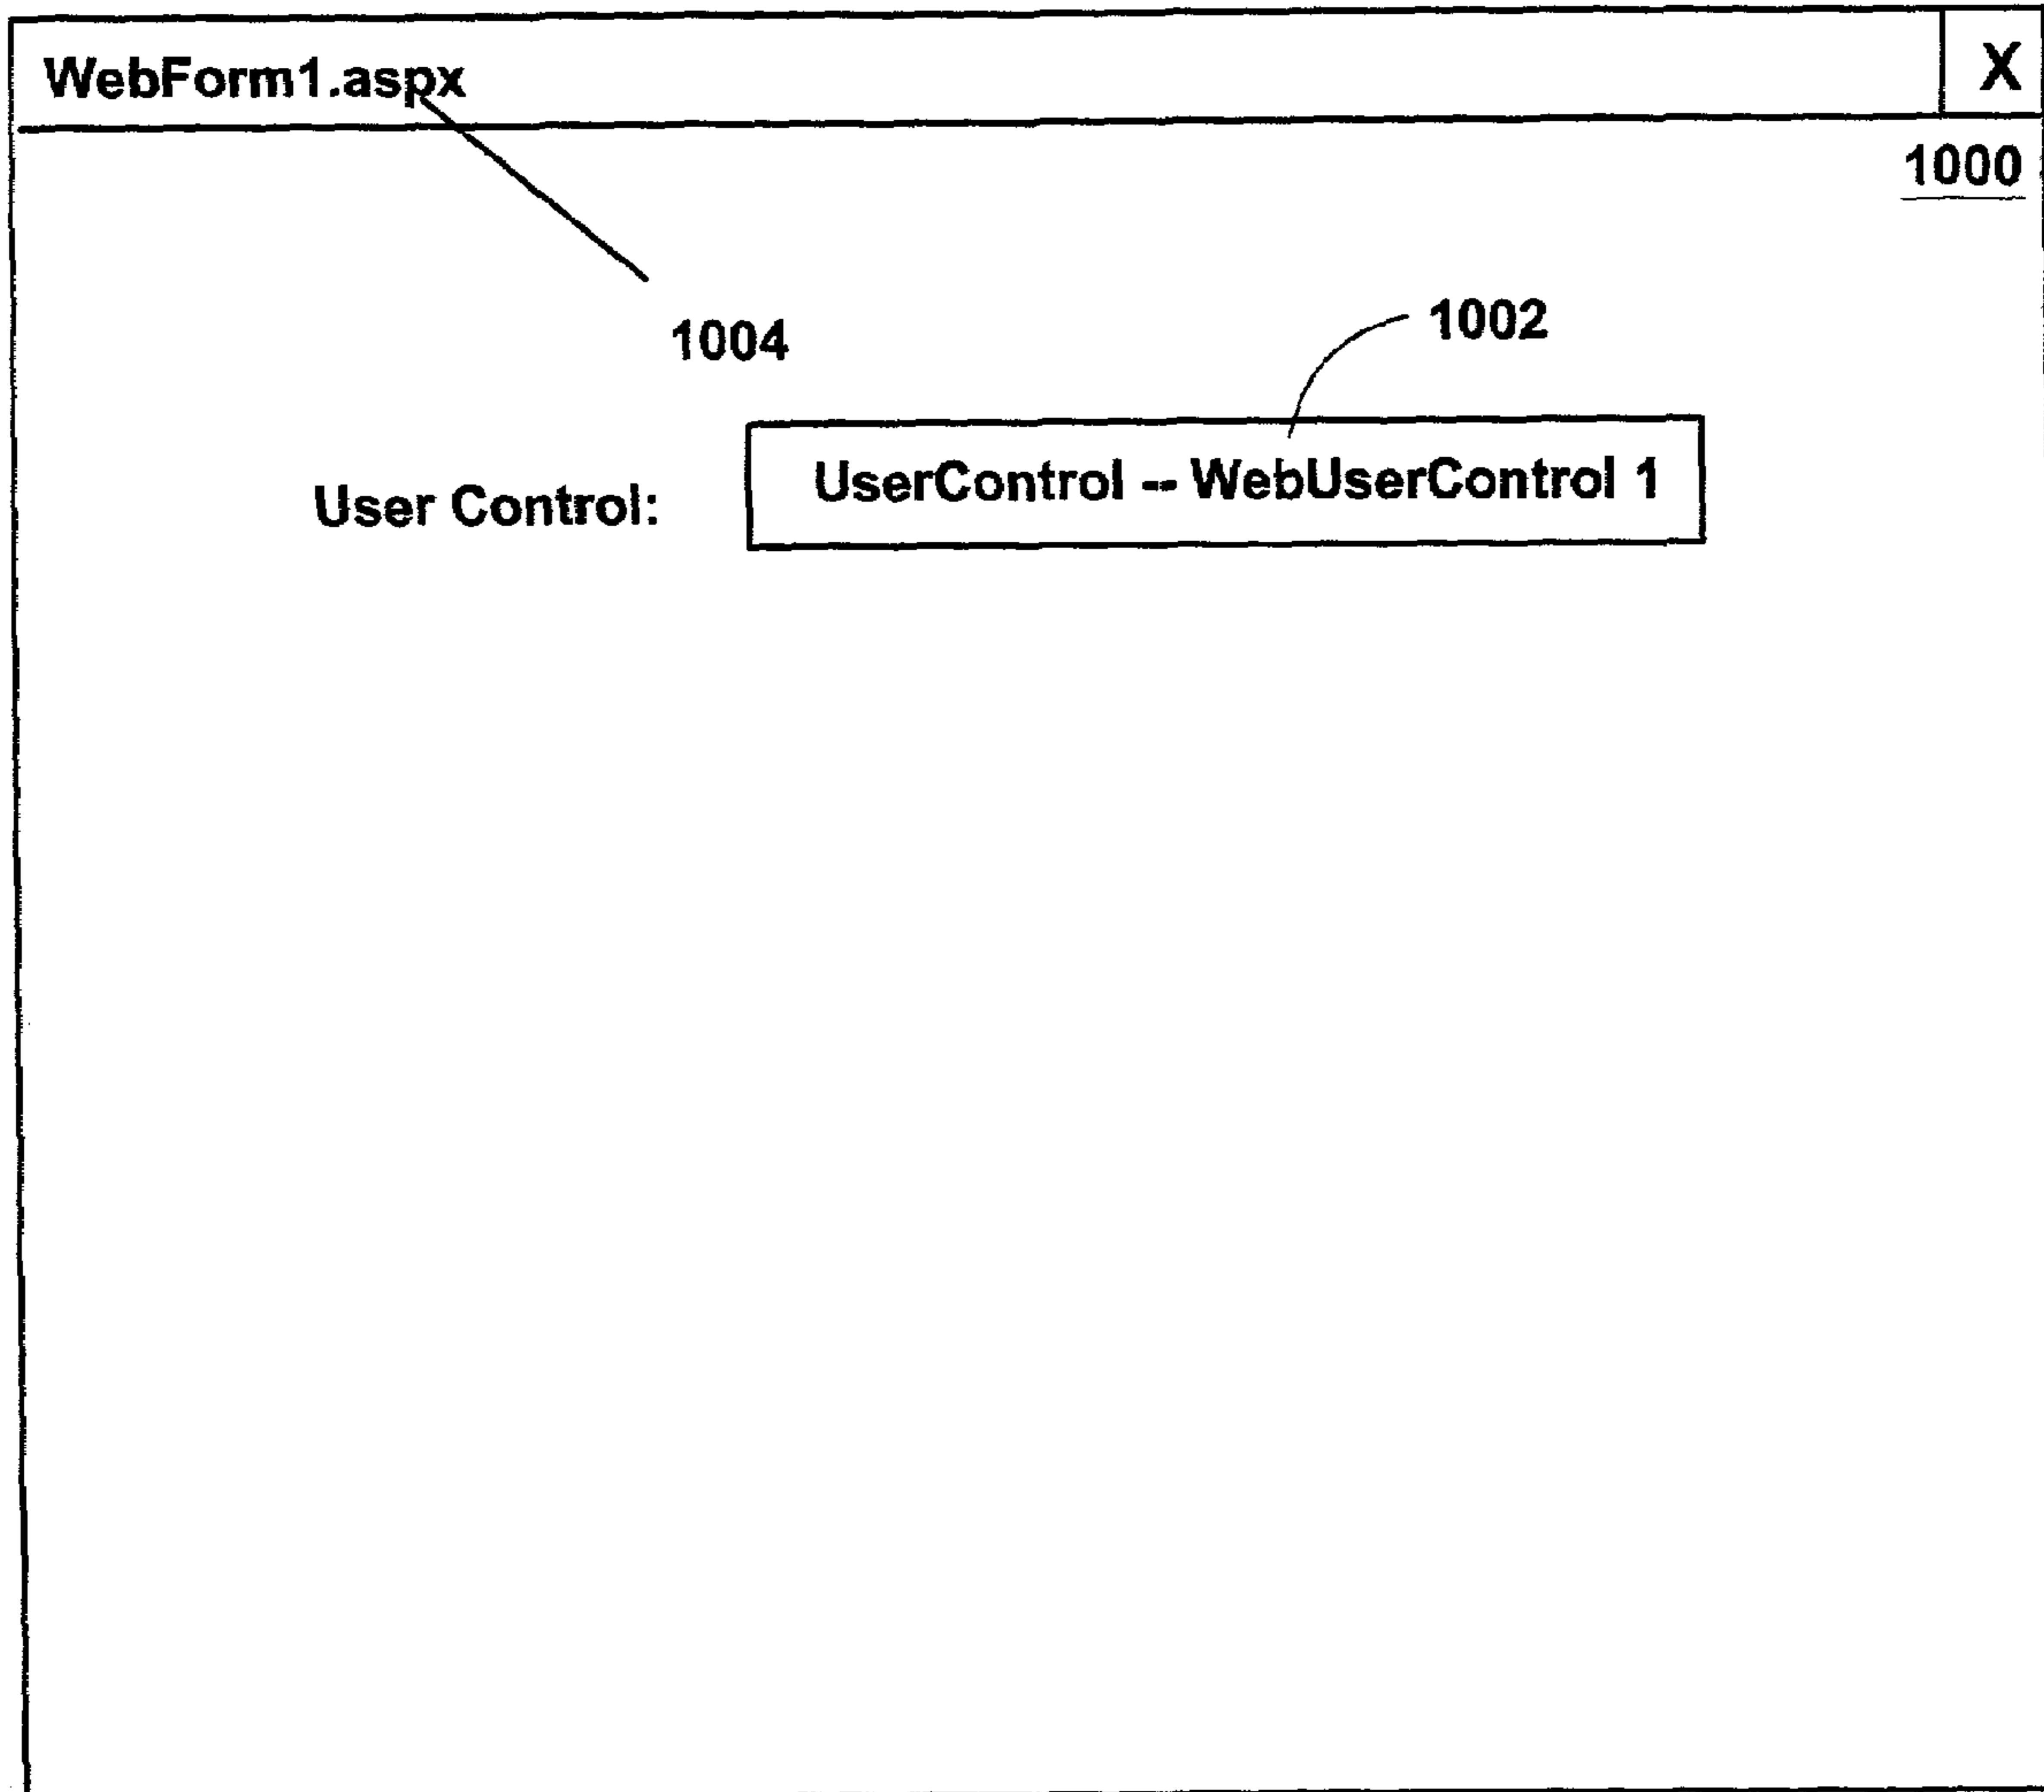 WebForm1.aspx X
1000
1004
1002
User Control:
UserControl -- WebUserControl 1